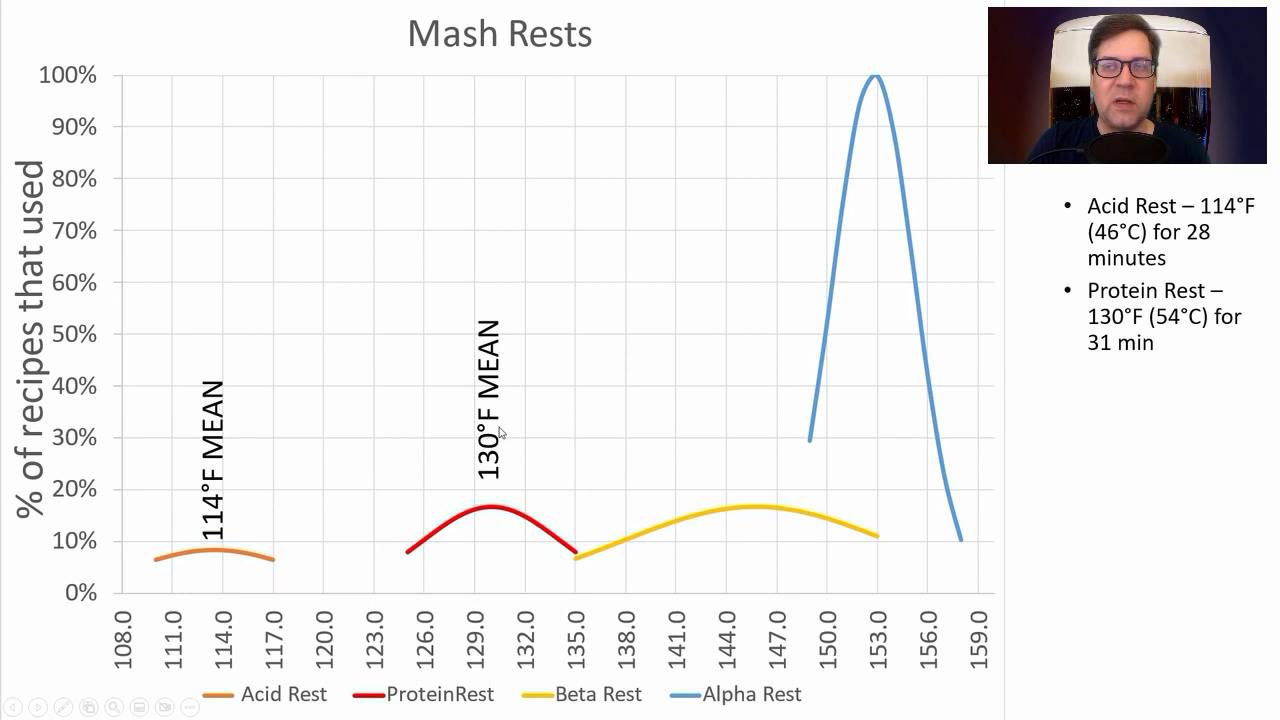 Mash Rests
% of recipes that used
100%
90%
80%
70%
60%
50%
40%
30%
20%
10%
0%
114°F MEAN
130°F MEAN
108.0
111.0
114.0
117.0
120.0
123.0
126.0
129.0
132.0
135.0
138.0
141.0
144.0
147.0
150.0
153.0
156.0
159.0
Acid Rest
ProteinRest
Beta Rest
Alpha Rest
• Acid Rest – 114°F
(46°C) for 28
minutes
• Protein Rest –
130°F (54°C) for
31 min